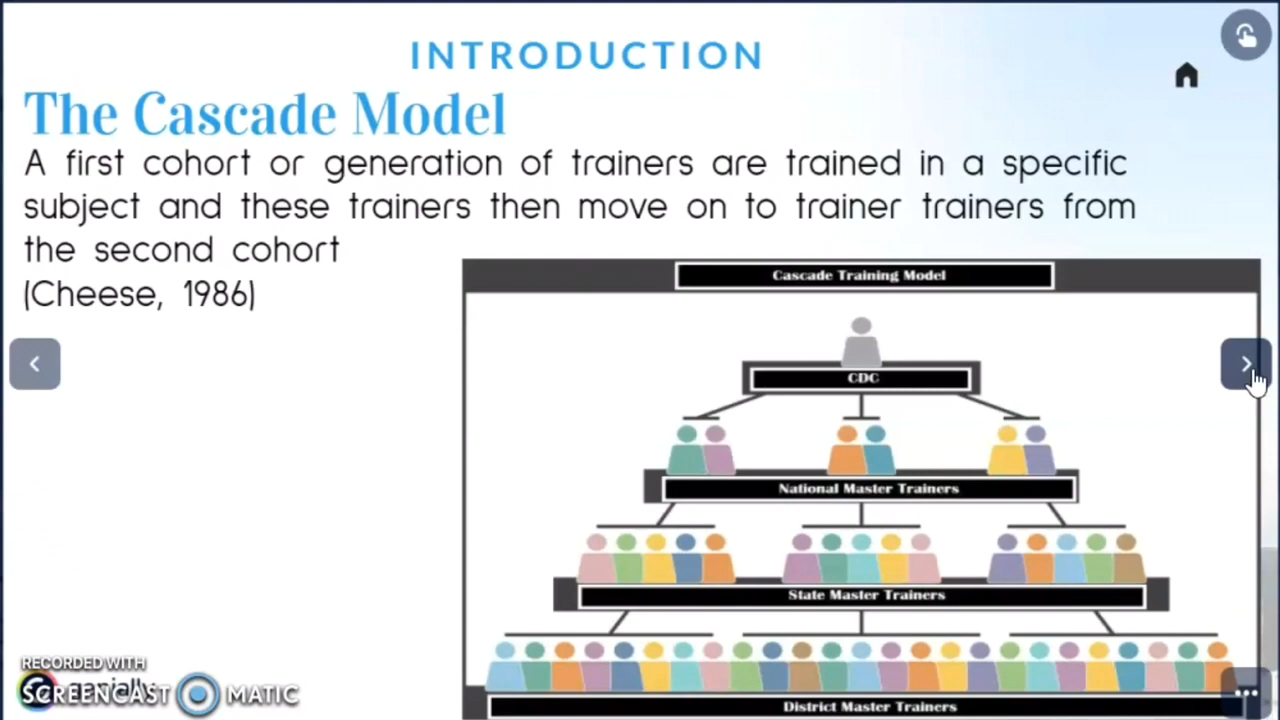 INTRODUCTION
The Cascade Model
A first cohort or generation of trainers are trained in a specific
subject and these trainers then move on to trainer trainers from
the second cohort
(Cheese, 1986)
Cascade Training Model
CDC
National Master Trainers
State Master Trainers
District Master Trainers
RECORDED WITH
SCREENCAST MATIC
genially